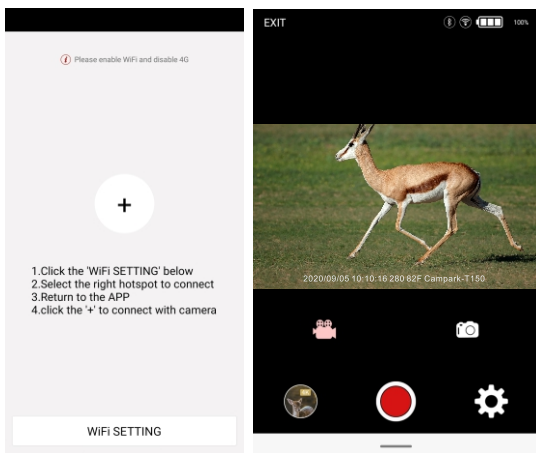 Please enable WiFi and disable 4G
+
1.Click the 'WiFi SETTING' below
2.Select the right hotspot to connect
3.Return to the APP
4.click the '+' to connect with camera
WiFi SETTING
EXIT
100%
2020/09/05 10:10:16 280 82F Campark-T150